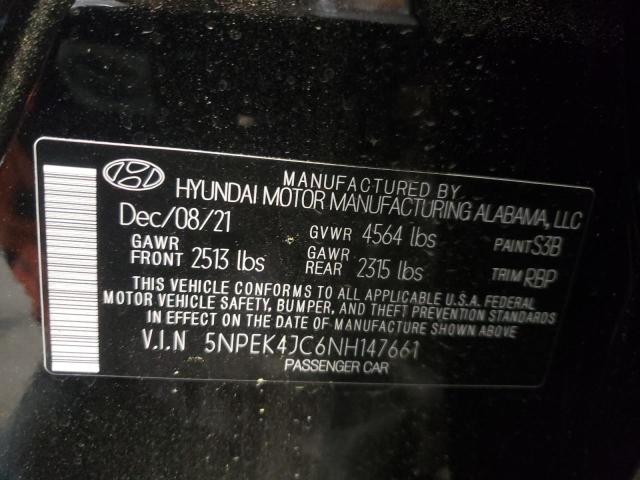 MANUFACTURED BY
HYUNDAI MOTOR MANUFACTURING ALABAMA, LLC
Dec/08/21 GVWR 4564 lbs PAINT S3B
GAWR FRONT 2513 lbs GAWR REAR 2315 lbs TRIM RBP
THIS VEHICLE CONFORMS TO ALL APPLICABLE U.S.A. FEDERAL
MOTOR VEHICLE SAFETY, BUMPER, AND THEFT PREVENTION STANDARDS
IN EFFECT ON THE DATE OF MANUFACTURE SHOWN ABOVE
V.I.N 5NPEK4JC6NH147661
PASSENGER CAR